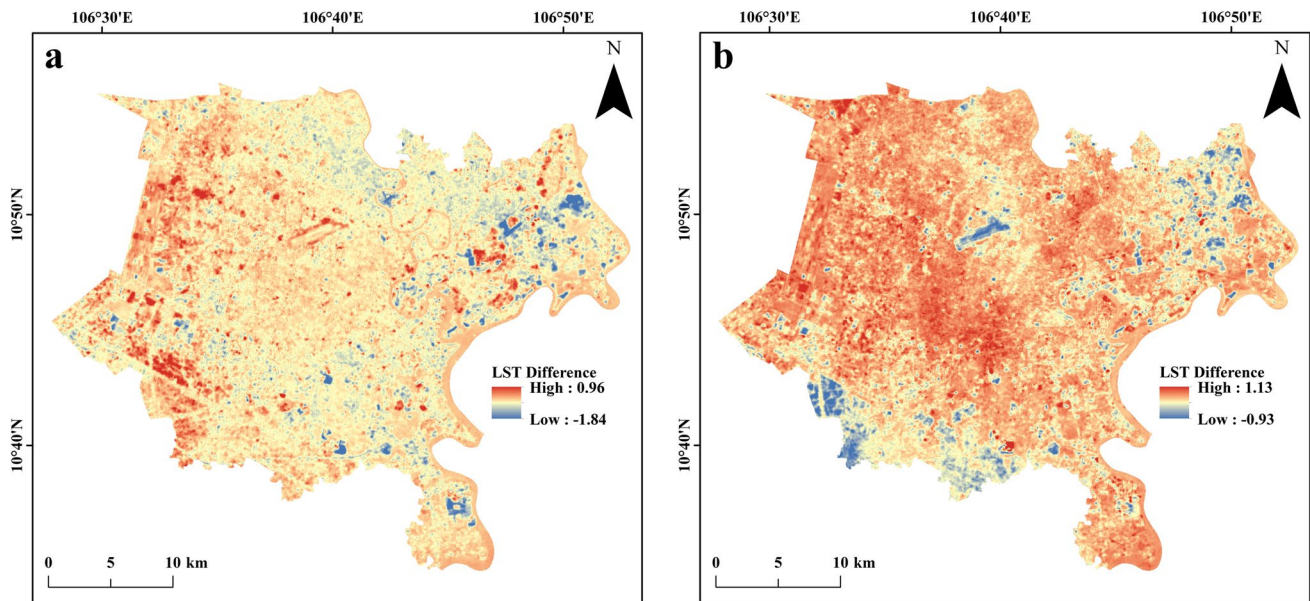 106°30'E 106°40'E 106°50'E
a
N
10°50'N
10°40'N
LST Difference
High : 0.96
Low : -1.84
0 5 10 km
106°30'E 106°40'E 106°50'E
b
N
10°50'N
10°40'N
LST Difference
High : 1.13
Low : -0.93
0 5 10 km